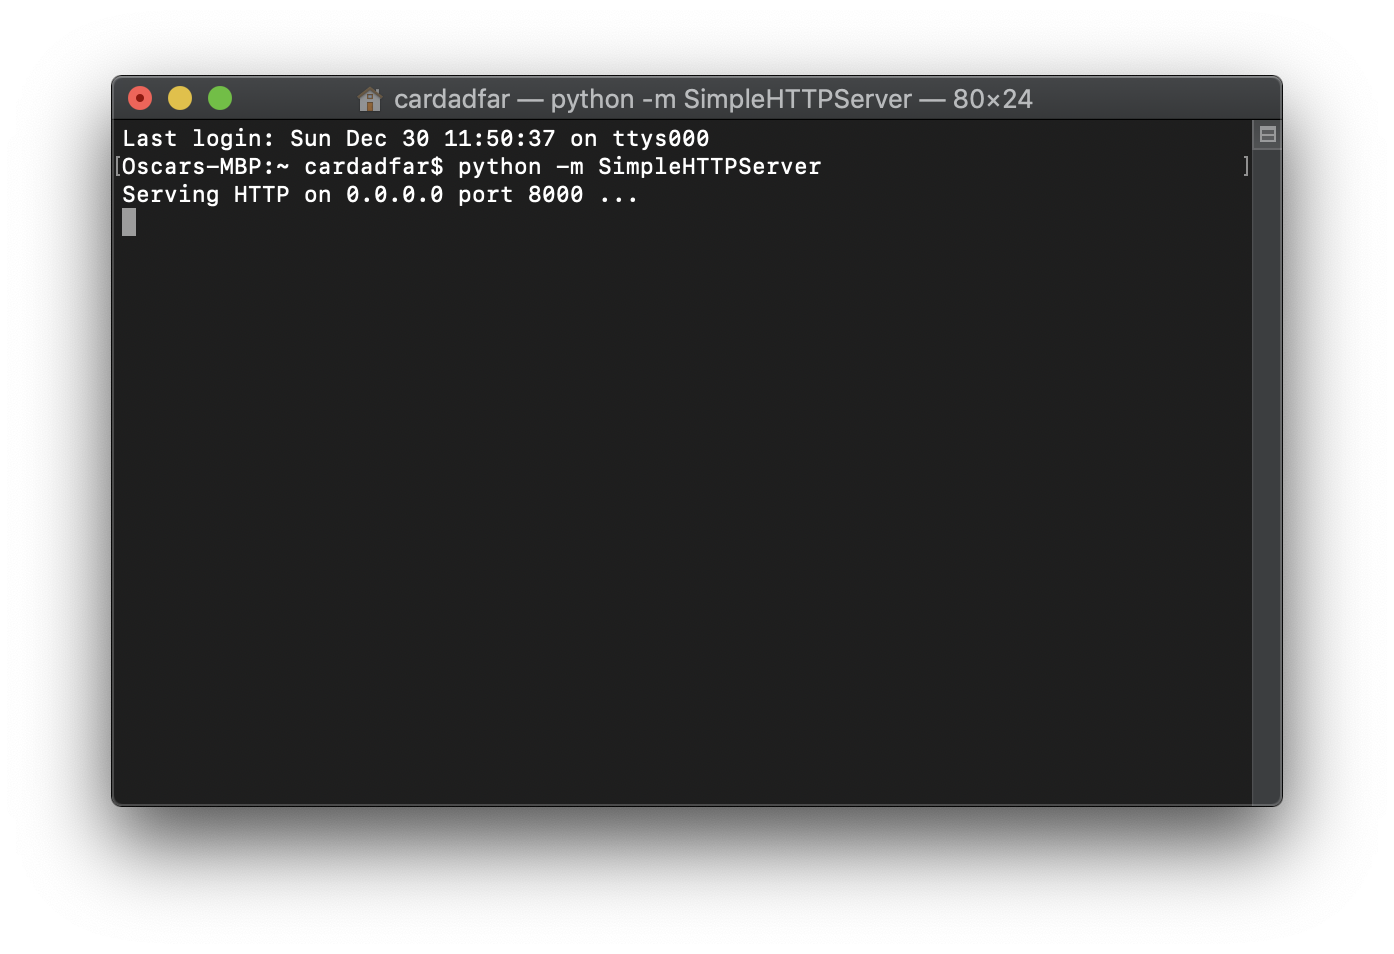 cardadfar — python -m SimpleHTTPServer — 80×24
Last login: Sun Dec 30 11:50:37 on ttys000
[Oscars-MBP:~ cardadfar$ python -m SimpleHTTPServer ]
Serving HTTP on 0.0.0.0 port 8000 ...